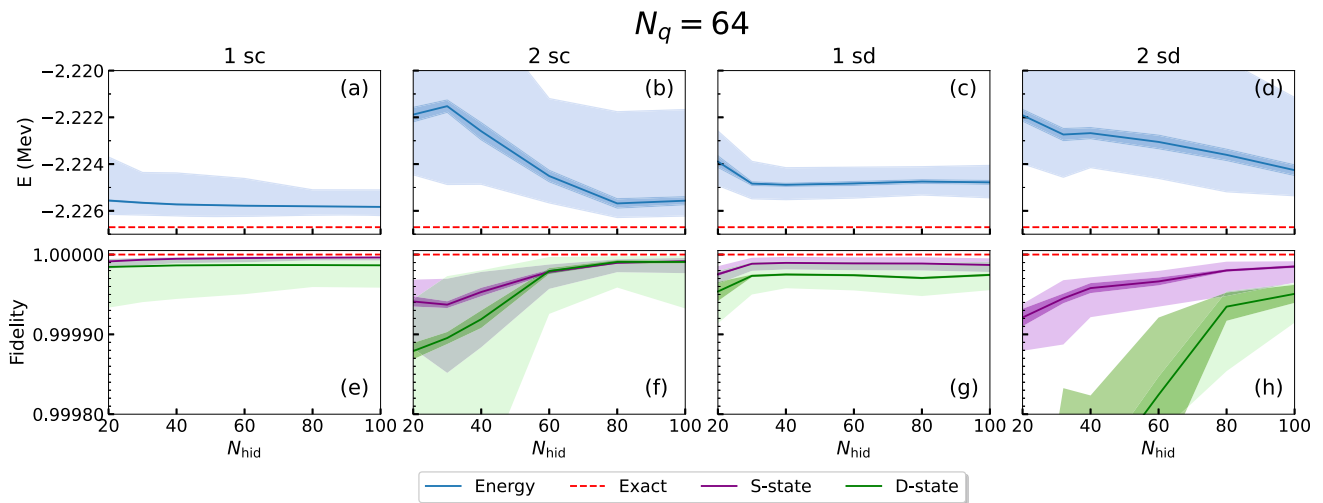 N_q = 64
1 sc
2 sc
1 sd
2 sd
E (Mev)
−2.220
−2.222
−2.224
−2.226
(a)
(b)
(c)
(d)
Fidelity
1.00000
0.99990
0.99980
(e)
(f)
(g)
(h)
20 40 60 80 100
20 40 60 80 100
20 40 60 80 100
20 40 60 80 100
N_hid
N_hid
N_hid
N_hid
Energy Exact S-state D-state